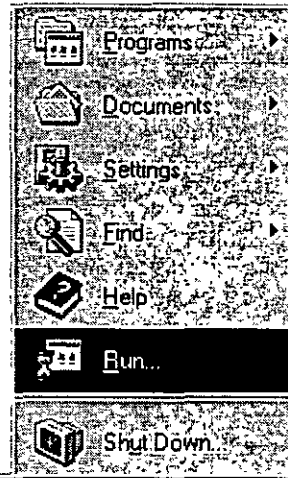 Programs
Documents
Settings
Find
Help
Run...
Shut Down...